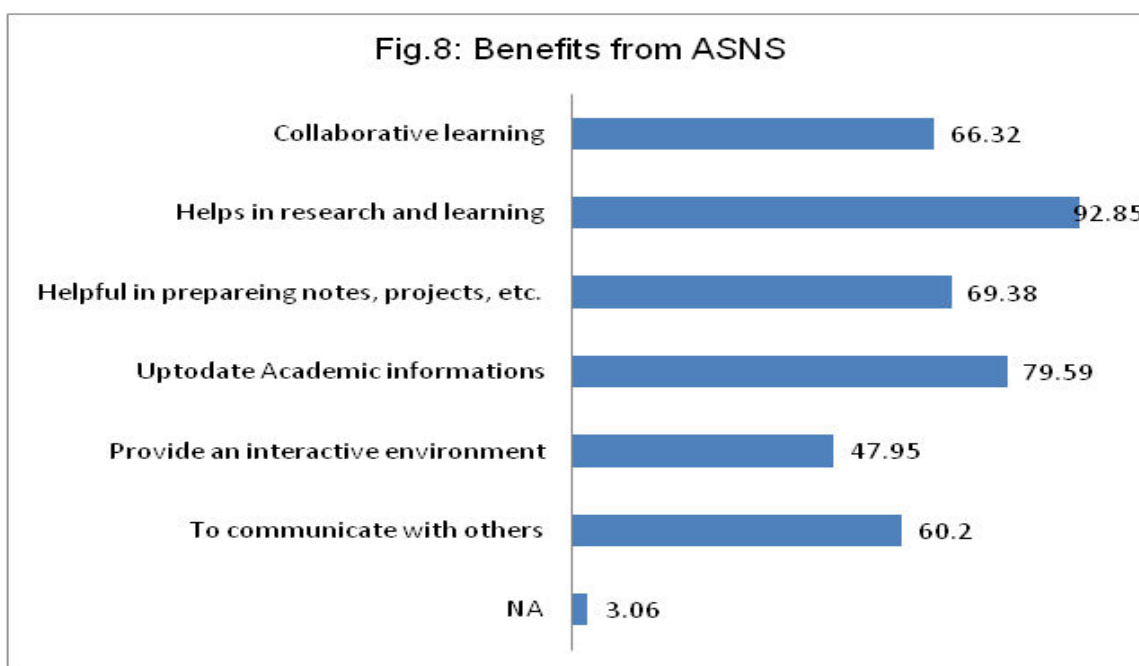 Fig.8: Benefits from ASNS
Collaborative learning 66.32
Helps in research and learning 92.85
Helpful in prepareing notes, projects, etc. 69.38
Uptodate Academic informations 79.59
Provide an interactive environment 47.95
To communicate with others 60.2
NA 3.06